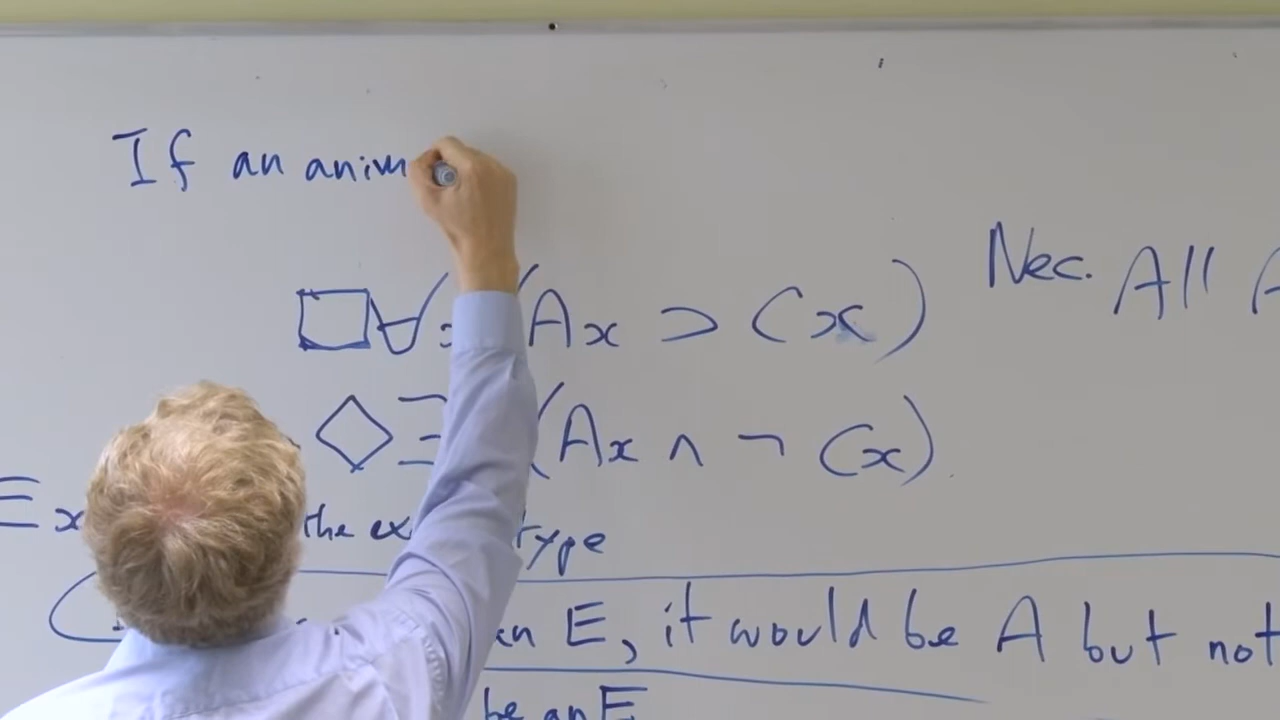 If an anim
Nec. All A
□∀x(Ax ⊃ Cx)
◇∃ (Ax ∧ ¬ Cx).
Ex the ex type
an E, it would be A but not
be an E